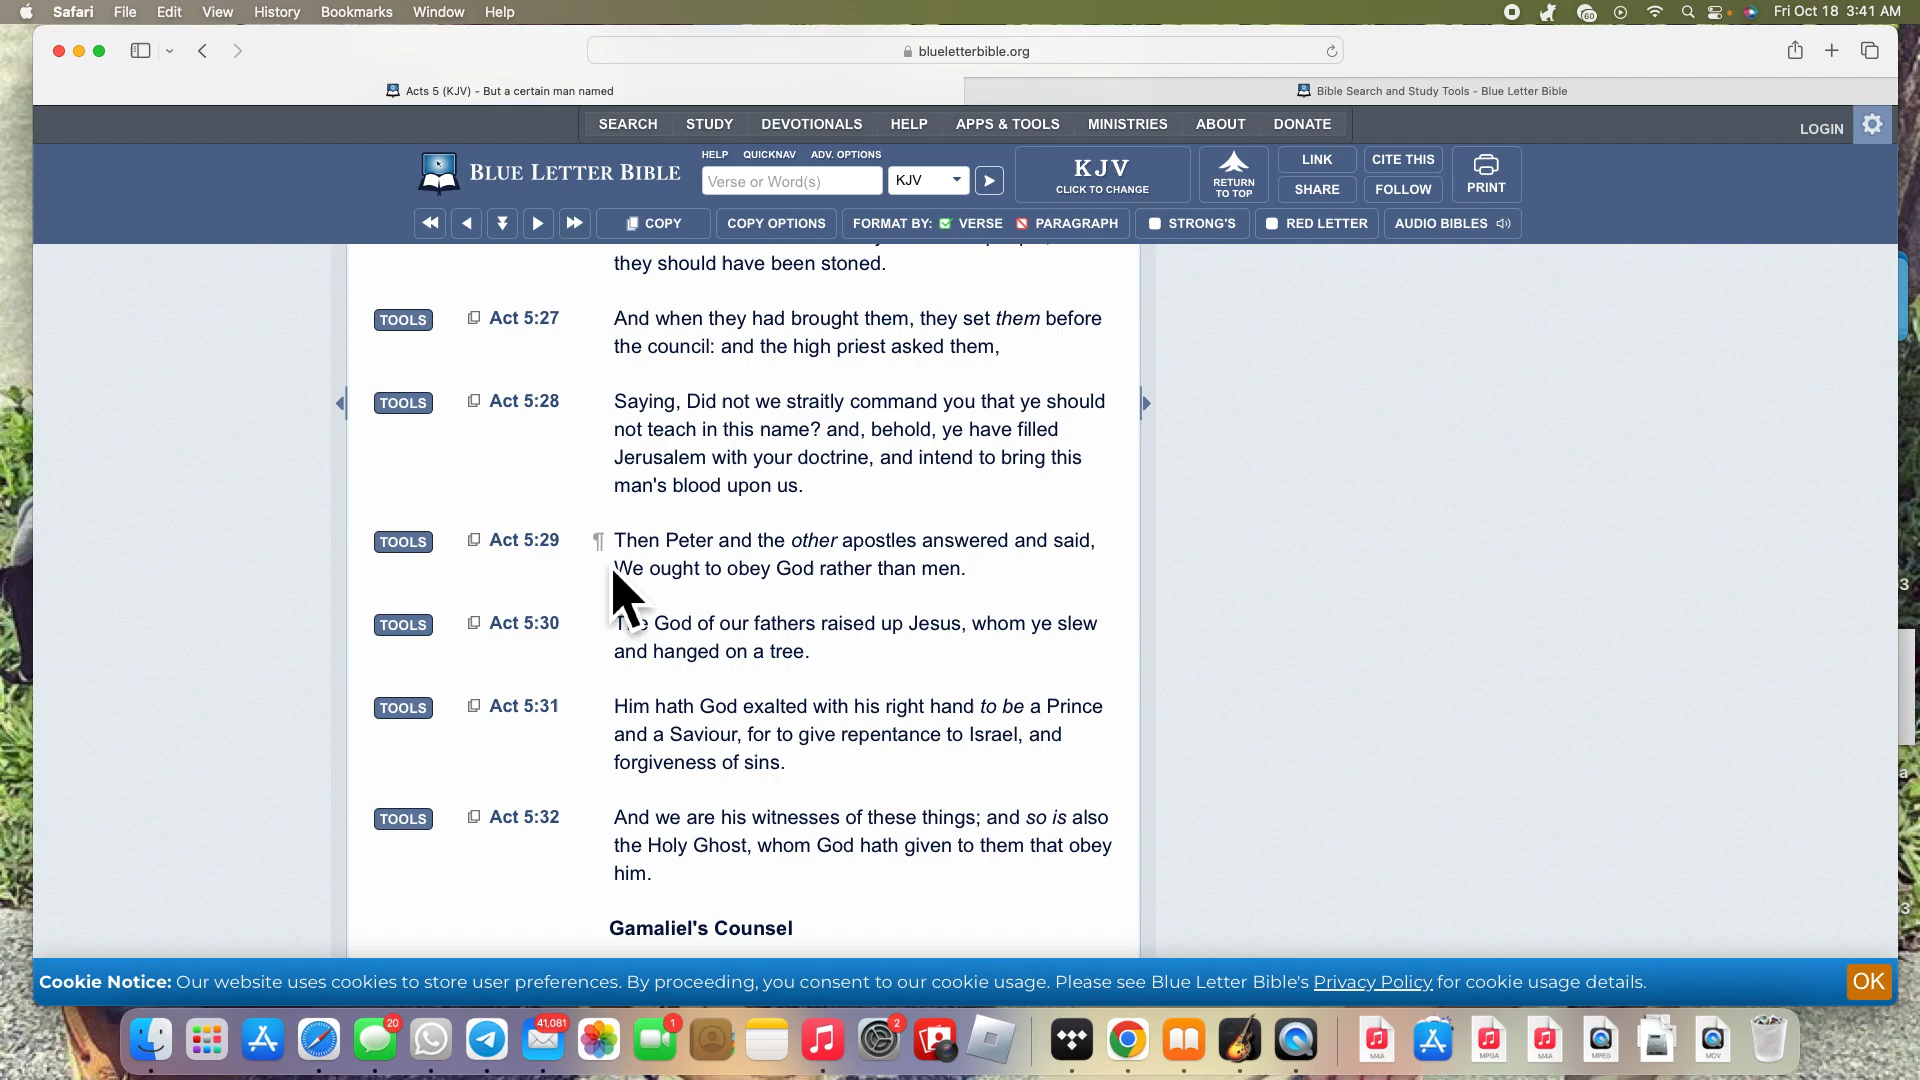 Safari File Edit View History Bookmarks Window Help
60
Fri Oct 18 3:41 AM
blueletterbible.org
Acts 5 (KJV) - But a certain man named
Bible Search and Study Tools - Blue Letter Bible
SEARCH STUDY DEVOTIONALS HELP APPS & TOOLS MINISTRIES ABOUT DONATE
LOGIN
BLUE LETTER BIBLE
HELP QUICKNAV ADV. OPTIONS
Verse or Word(s)
KJV
KJV
CLICK TO CHANGE
RETURN
TO TOP
LINK
CITE THIS
SHARE
FOLLOW
PRINT
COPY
COPY OPTIONS
FORMAT BY: VERSE PARAGRAPH
STRONG'S
RED LETTER
AUDIO BIBLES
they should have been stoned.
TOOLS Act 5:27 And when they had brought them, they set them before
the council: and the high priest asked them,
TOOLS Act 5:28 Saying, Did not we straitly command you that ye should
not teach in this name? and, behold, ye have filled
Jerusalem with your doctrine, and intend to bring this
man's blood upon us.
TOOLS Act 5:29 ¶ Then Peter and the other apostles answered and said,
We ought to obey God rather than men.
TOOLS Act 5:30 God of our fathers raised up Jesus, whom ye slew
and hanged on a tree.
TOOLS Act 5:31 Him hath God exalted with his right hand to be a Prince
and a Saviour, for to give repentance to Israel, and
forgiveness of sins.
TOOLS Act 5:32 And we are his witnesses of these things; and so is also
the Holy Ghost, whom God hath given to them that obey
him.
Gamaliel's Counsel
Cookie Notice: Our website uses cookies to store user preferences. By proceeding, you consent to our cookie usage. Please see Blue Letter Bible's Privacy Policy for cookie usage details.
OK
20
41,081
1
2
M4A
MPGA
M4A
MPEG
MOV